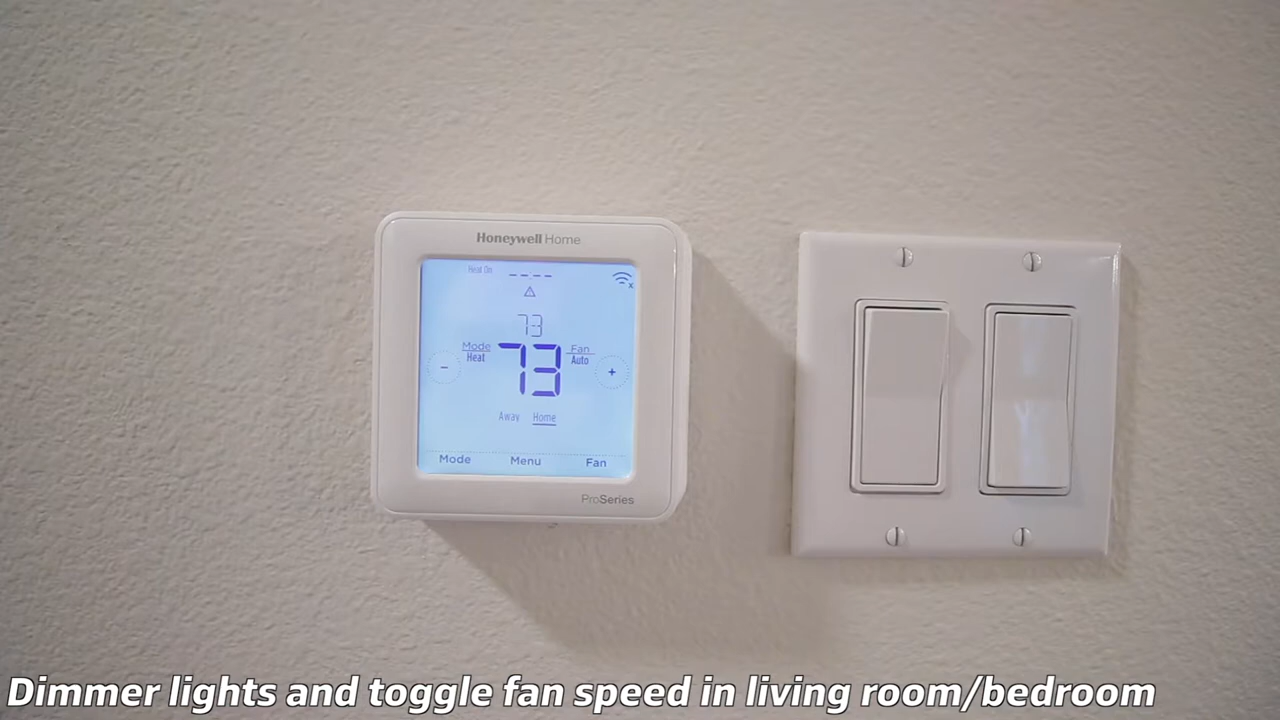 Honeywell Home
Heat On
73
Mode
Heat
73
Fan
Auto
− +
Away Home
Mode Menu Fan
ProSeries
Dimmer lights and toggle fan speed in living room/bedroom